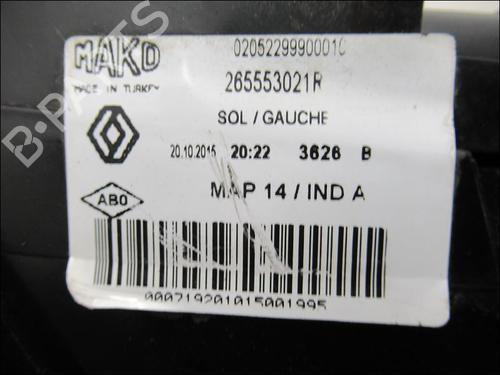 MAKO
02052299900010
MADE IN TURKEY
265553021R
SOL / GAUCHE
20.10.2015 20:22 3626 B
ABO
MAP 14 / IND A
000719201015001995
B-PARTS